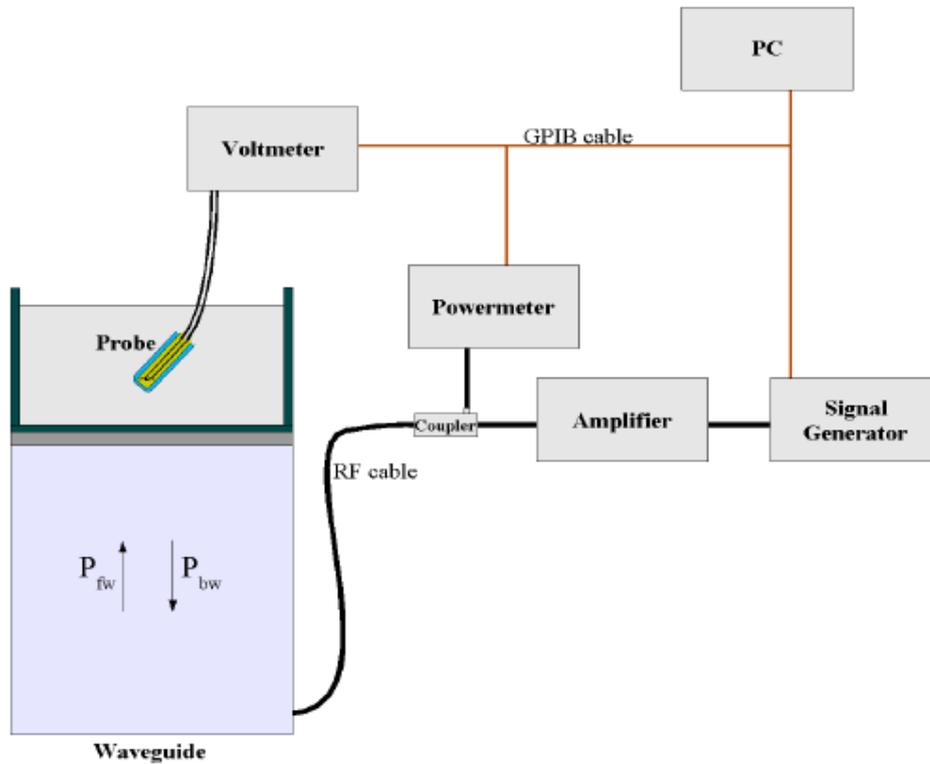 PC
GPIB cable
Voltmeter
Powermeter
Probe
Signal
Generator
Amplifier
Coupler
RF cable
P fw
P bw
Waveguide